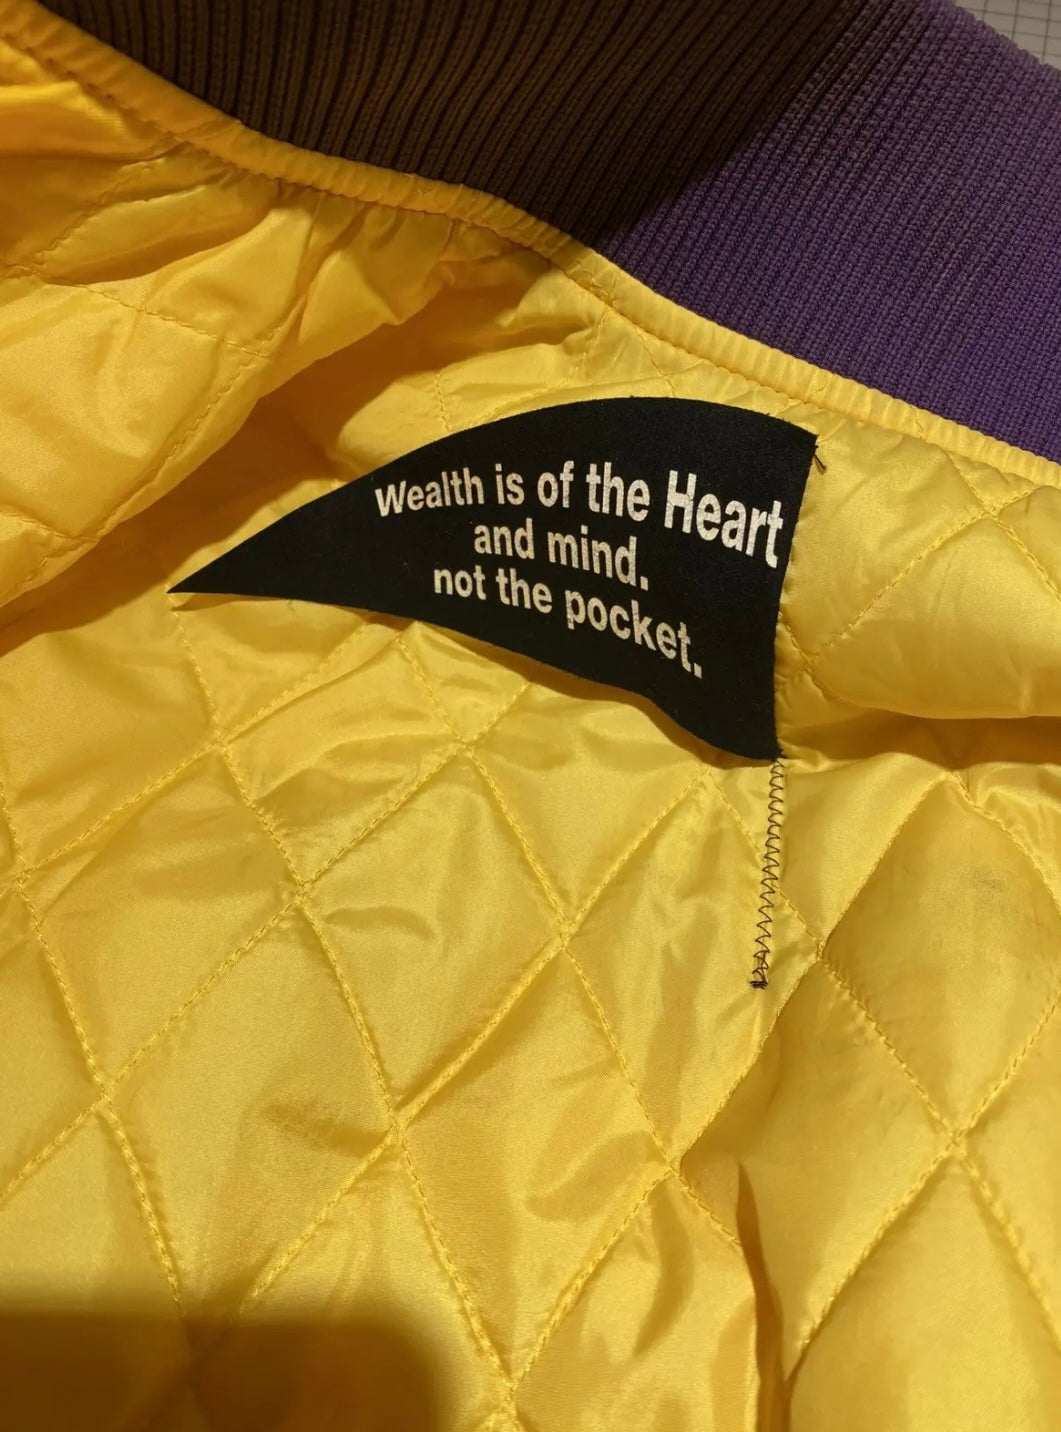 Wealth is of the Heart
and mind.
not the pocket.